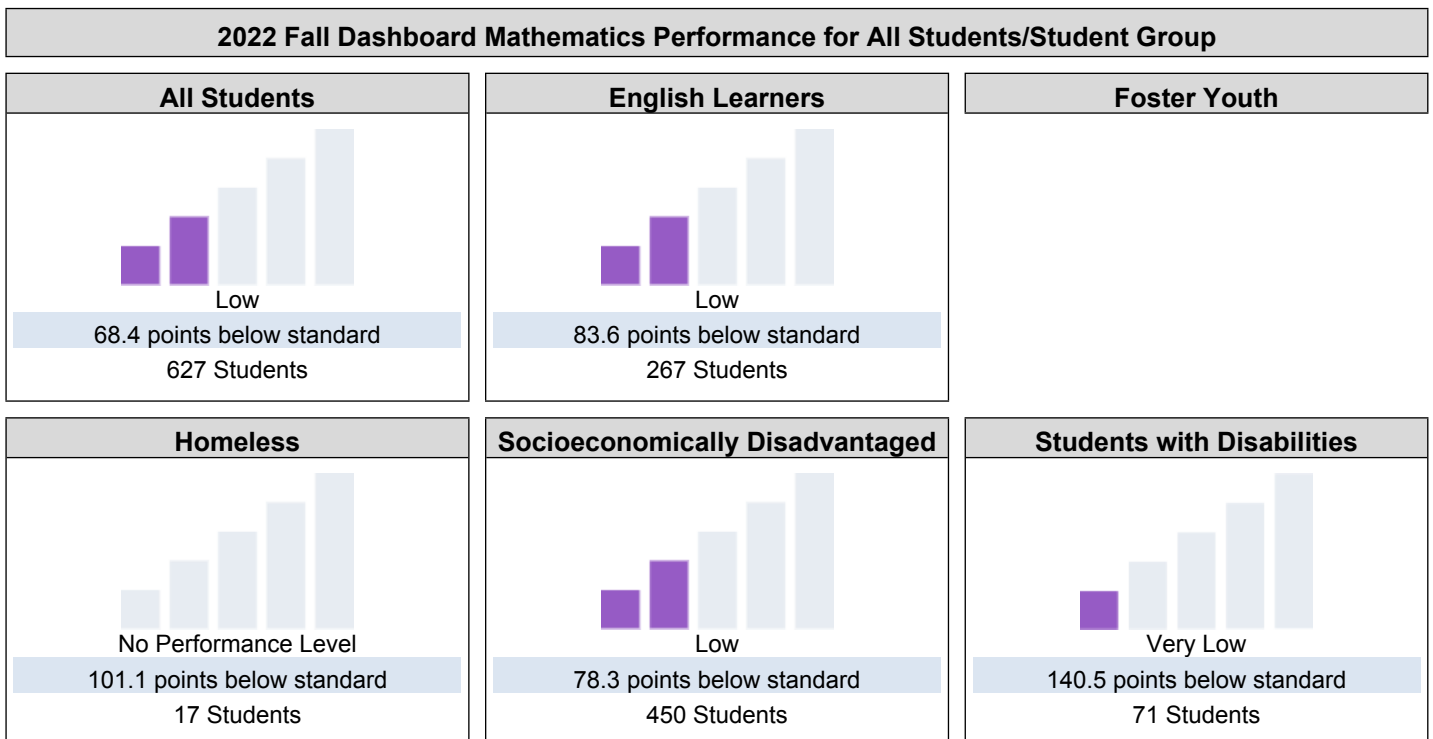 2022 Fall Dashboard Mathematics Performance for All Students/Student Group
All Students
Low
68.4 points below standard
627 Students
English Learners
Low
83.6 points below standard
267 Students
Foster Youth
Homeless
No Performance Level
101.1 points below standard
17 Students
Socioeconomically Disadvantaged
Low
78.3 points below standard
450 Students
Students with Disabilities
Very Low
140.5 points below standard
71 Students